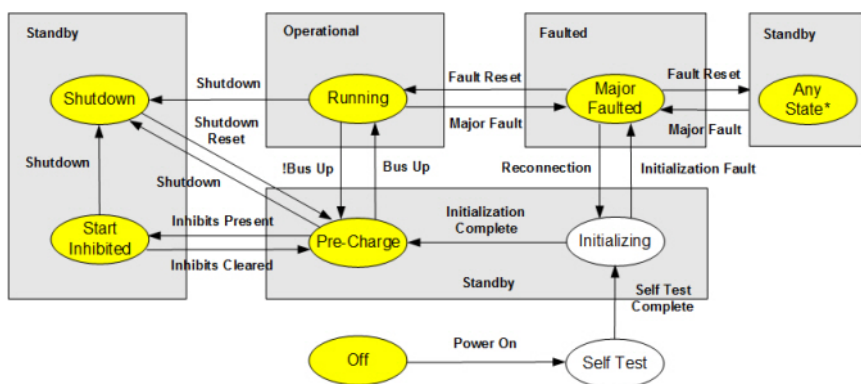 Standby
Operational
Faulted
Standby
Shutdown
Shutdown
Running
Fault Reset
Major
Faulted
Fault Reset
Any
State*
Shutdown
Reset
Major Fault
Major Fault
Shutdown
Shutdown
!Bus Up
Bus Up
Reconnection
Initialization Fault
Start
Inhibited
Inhibits Present
Inhibits Cleared
Pre-Charge
Initialization
Complete
Initializing
Standby
Self Test
Complete
Off
Power On
Self Test